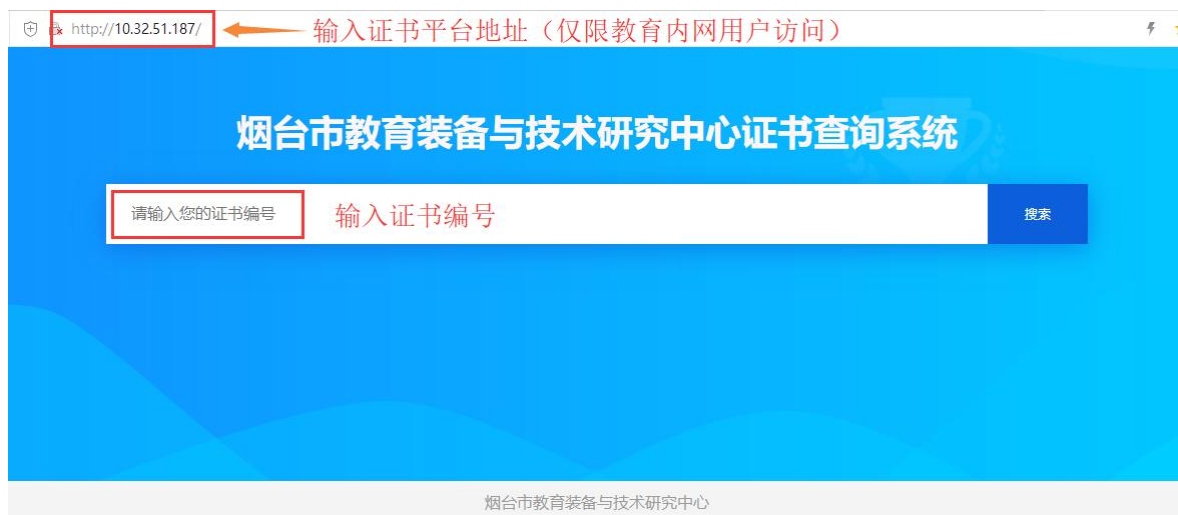 http://10.32.51.187/ 输入证书平台地址（仅限教育内网用户访问）
烟台市教育装备与技术研究中心证书查询系统
请输入您的证书编号 输入证书编号 搜索
烟台市教育装备与技术研究中心